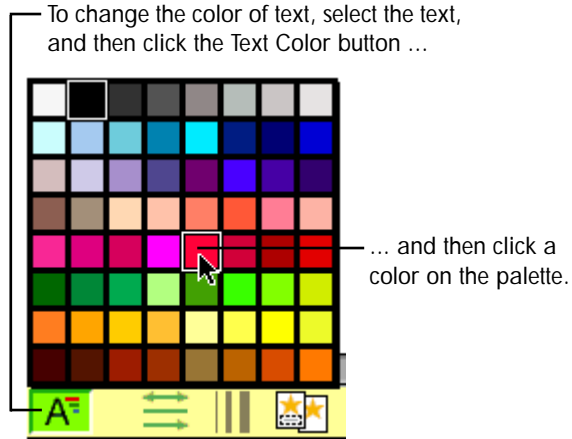 To change the color of text, select the text,
and then click the Text Color button …
… and then click a
color on the palette.
A